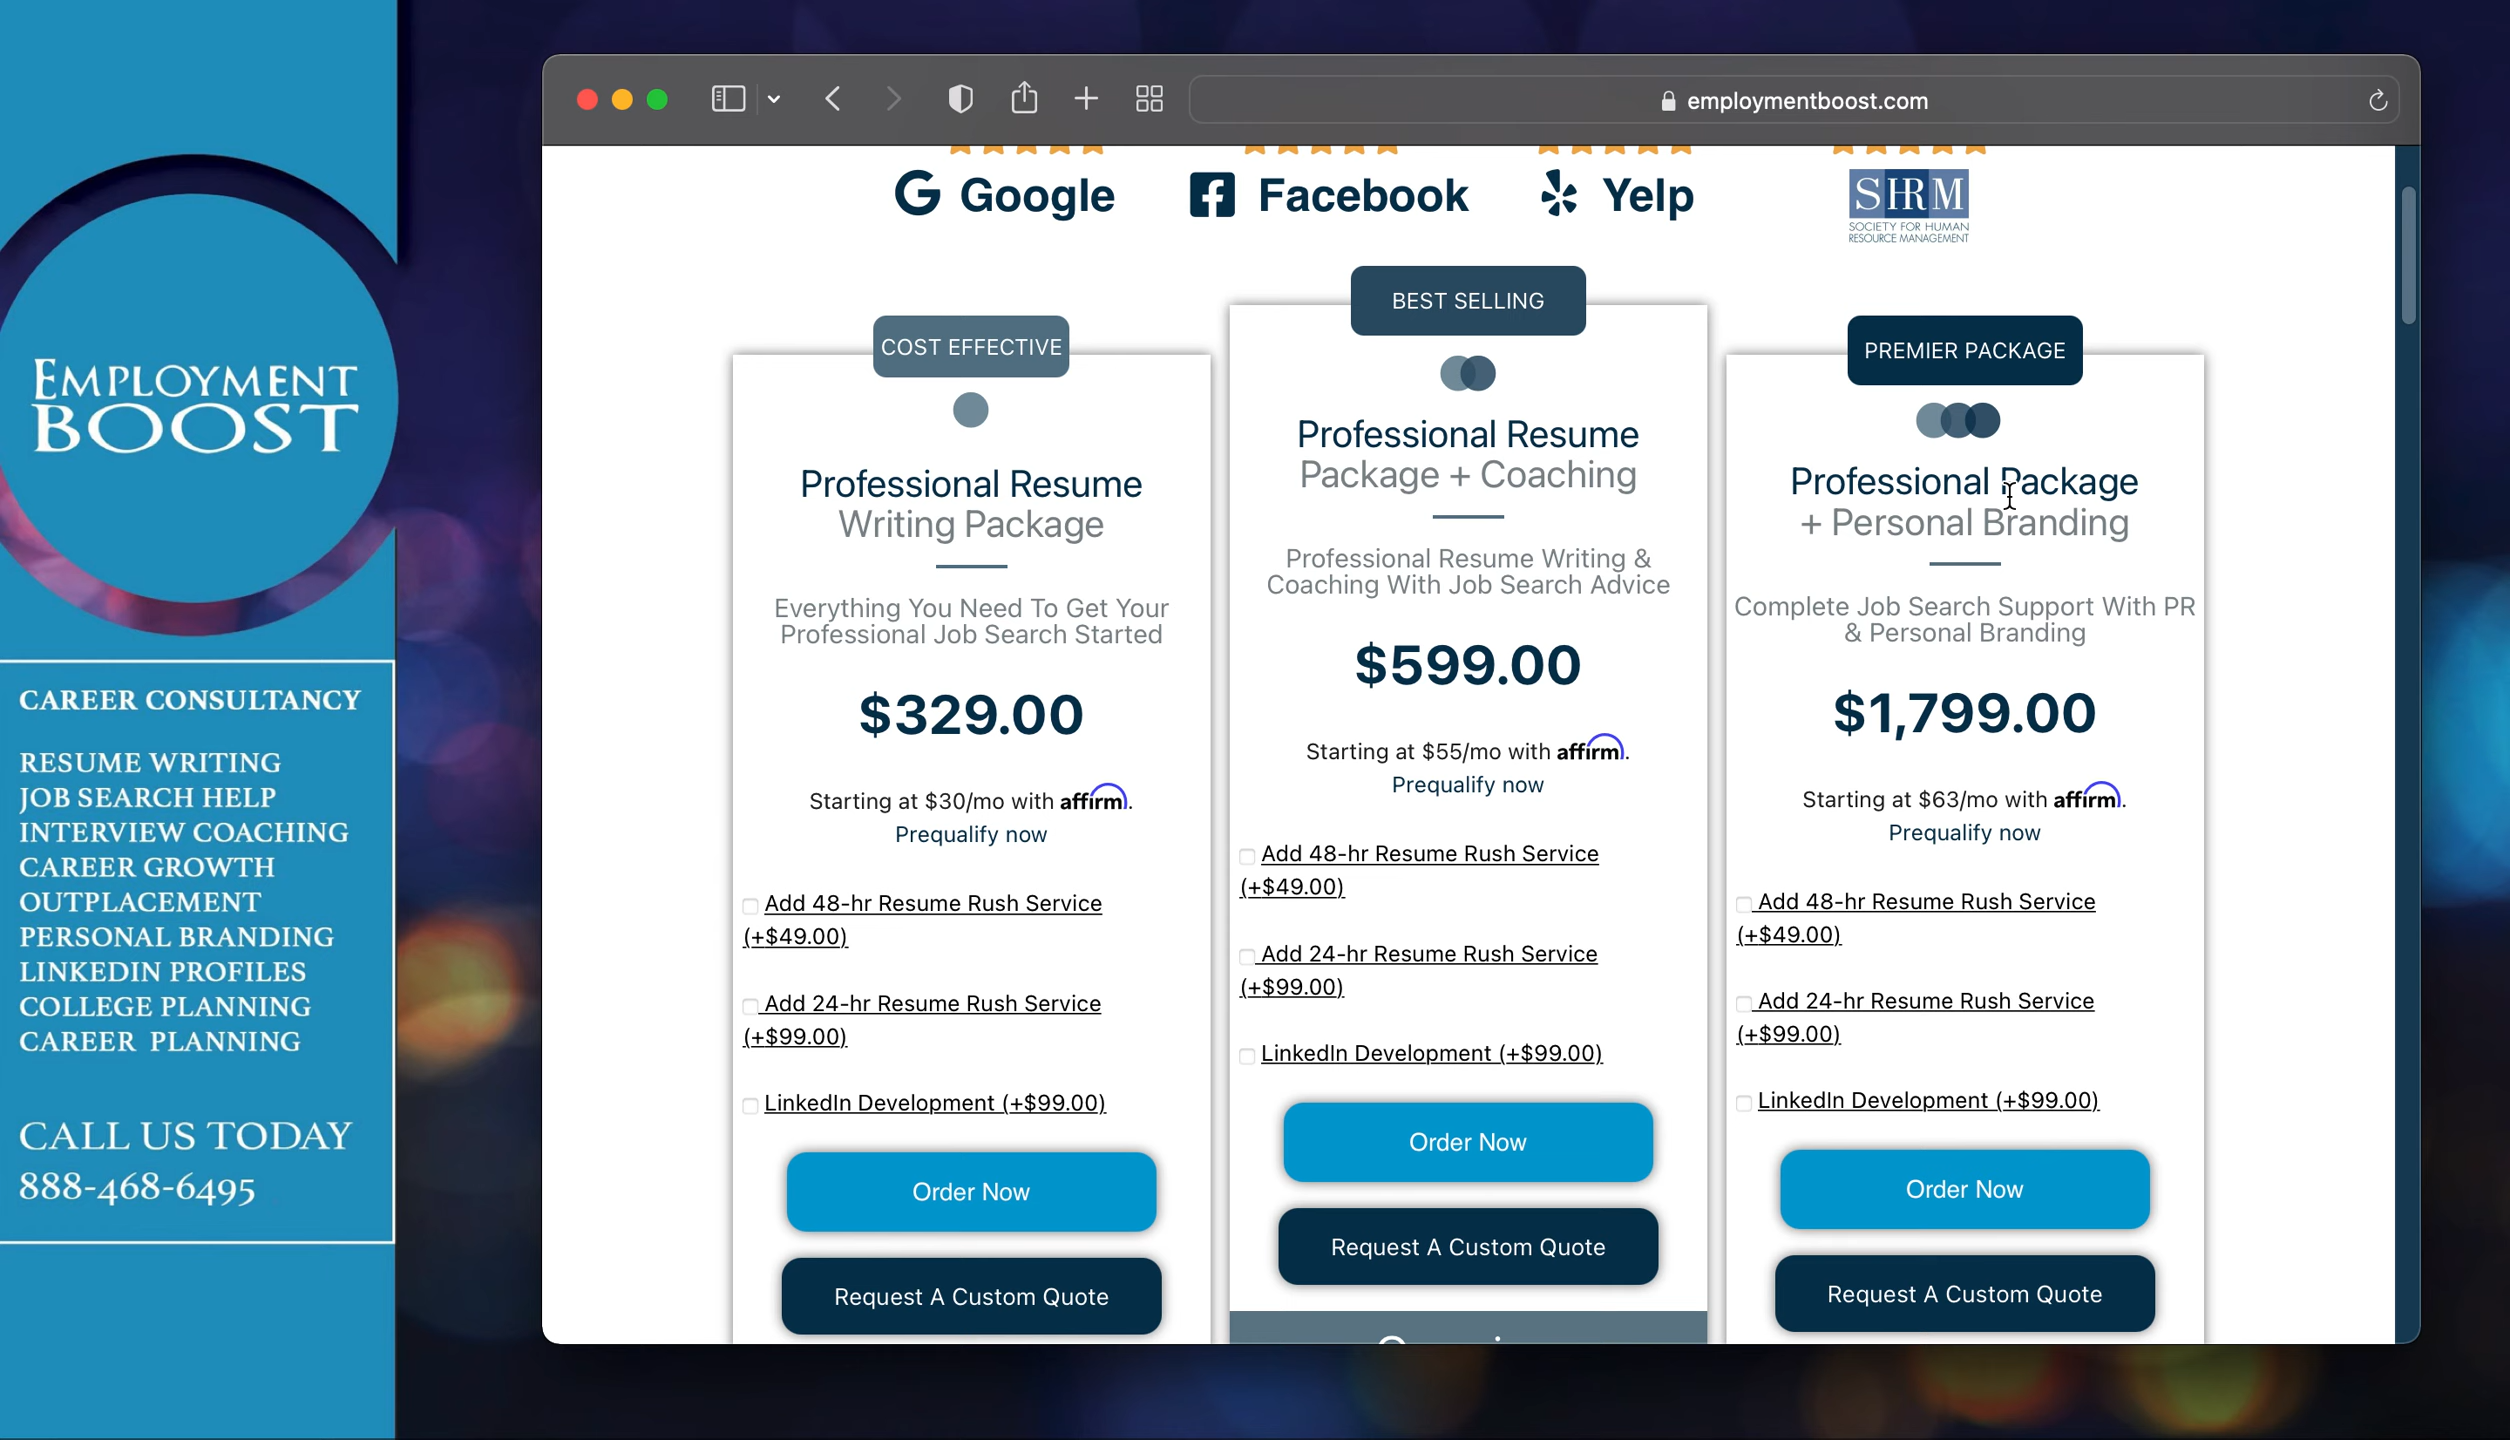 EMPLOYMENT
BOOST
CAREER CONSULTANCY
RESUME WRITING
JOB SEARCH HELP
INTERVIEW COACHING
CAREER GROWTH
OUTPLACEMENT
PERSONAL BRANDING
LINKEDIN PROFILES
COLLEGE PLANNING
CAREER PLANNING
CALL US TODAY
888-468-6495
employmentboost.com
Google
Facebook
Yelp
SHRM
SOCIETY FOR HUMAN
RESOURCE MANAGEMENT
COST EFFECTIVE
Professional Resume
Writing Package
Everything You Need To Get Your
Professional Job Search Started
$329.00
Starting at $30/mo with affirm.
Prequalify now
Add 48-hr Resume Rush Service
(+$49.00)
Add 24-hr Resume Rush Service
(+$99.00)
LinkedIn Development (+$99.00)
Order Now
Request A Custom Quote
BEST SELLING
Professional Resume
Package + Coaching
Professional Resume Writing &
Coaching With Job Search Advice
$599.00
Starting at $55/mo with affirm.
Prequalify now
Add 48-hr Resume Rush Service
(+$49.00)
Add 24-hr Resume Rush Service
(+$99.00)
LinkedIn Development (+$99.00)
Order Now
Request A Custom Quote
PREMIER PACKAGE
Professional Package
+ Personal Branding
Complete Job Search Support With PR
& Personal Branding
$1,799.00
Starting at $63/mo with affirm.
Prequalify now
Add 48-hr Resume Rush Service
(+$49.00)
Add 24-hr Resume Rush Service
(+$99.00)
LinkedIn Development (+$99.00)
Order Now
Request A Custom Quote